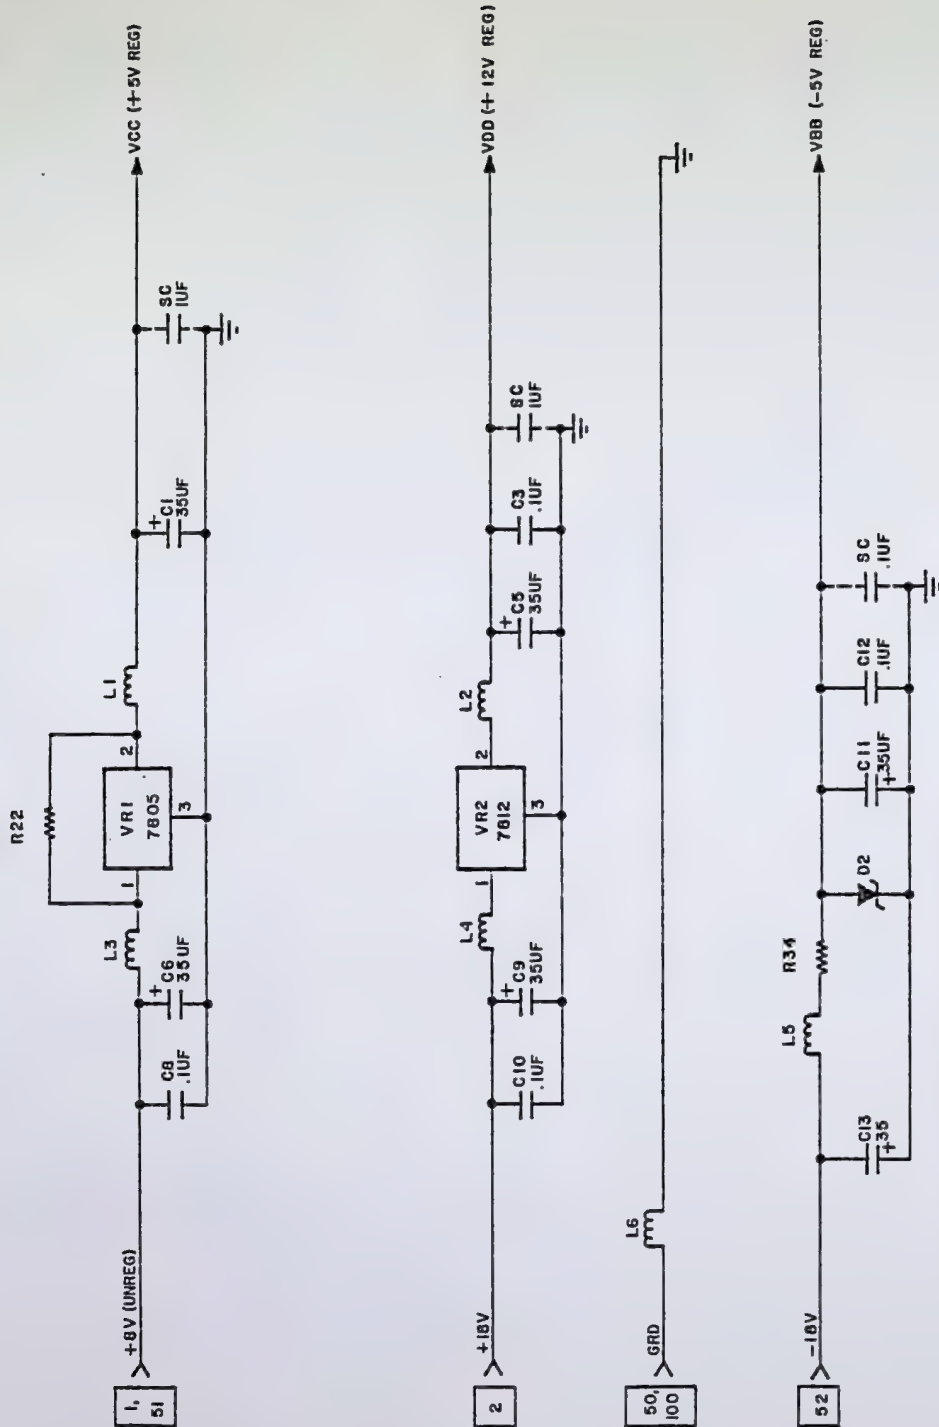 R22
1,
51
+8V (UNREG)
C8
.1UF
+
C6
35UF
L3
1
VR1
7805
2
3
L1
+
C1
35UF
SC
1UF
VCC (+5V REG)
2
+18V
C10
.1UF
+
C9
35UF
L4
1
VR2
7812
2
3
L2
+
C5
35UF
C3
.1UF
SC
1UF
VDD (+12V REG)
50,
100
GRD
L6
52
-18V
C13
+35
L5
R34
D2
C11
+35UF
C12
.1UF
SC
.1UF
VBB (-5V REG)